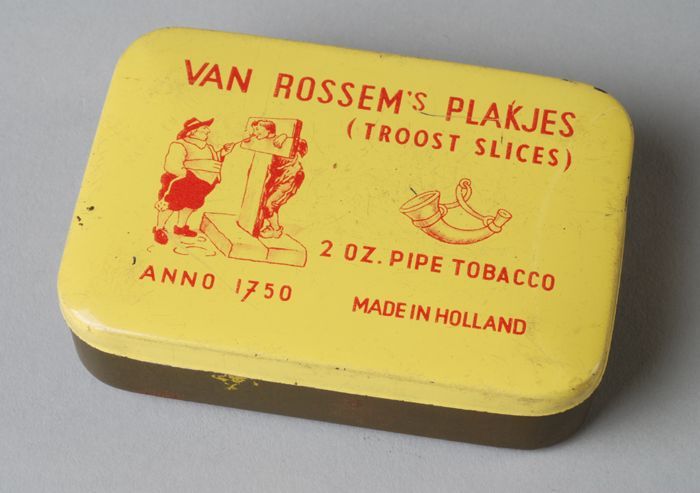 VAN ROSSEM'S PLAKJES
(TROOST SLICES)
2 OZ. PIPE TOBACCO
ANNO 1750
MADE IN HOLLAND